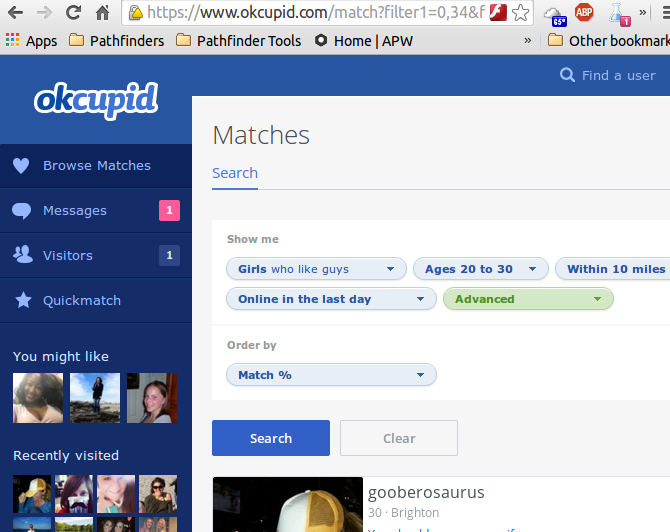 https://www.okcupid.com/match?filter1=0,34&f
65°
ABP
1
Apps
Pathfinders
Pathfinder Tools
Home | APW
»
Other bookmark
okcupid
Find a user
Browse Matches
Messages 1
Visitors 1
Quickmatch
You might like
Recently visited
Matches
Search
Show me
Girls who like guys
Ages 20 to 30
Within 10 miles
Online in the last day
Advanced
Order by
Match %
Search
Clear
gooberosaurus
30 · Brighton